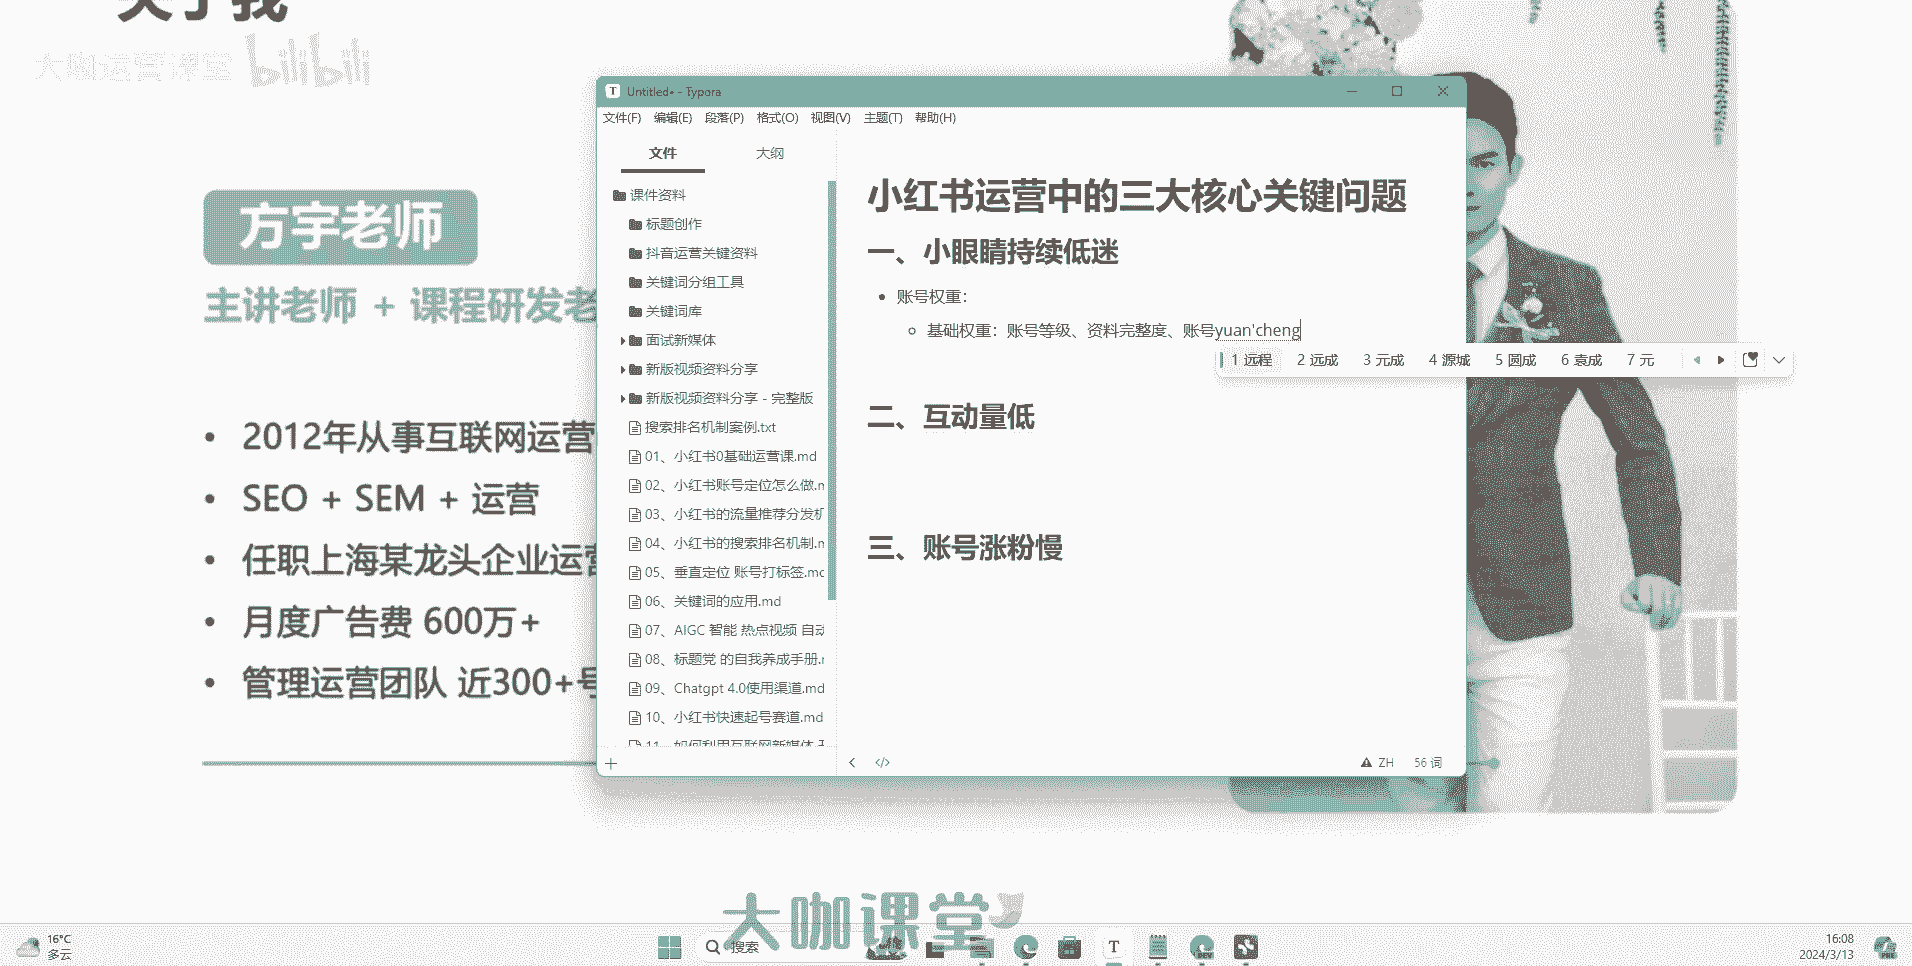 关于我
大咖运营课堂 bilibili
方宇老师
主讲老师 + 课程研发老
2012年从事互联网运营
SEO + SEM + 运营
任职上海某龙头企业运营
月度广告费 600万+
管理运营团队 近300+号
Untitled• - Typora
文件(F) 编辑(E) 段落(P) 格式(O) 视图(V) 主题(T) 帮助(H)
文件 大纲
课件资料
标题创作
抖音运营关键资料
关键词分组工具
关键词库
面试新媒体
新版视频资料分享
新版视频资料分享 - 完整版
搜索排名机制案例.txt
01、小红书0基础运营课.md
02、小红书账号定位怎么做.m
03、小红书的流量推荐分发机
04、小红书的搜索排名机制.m
05、垂直定位 账号打标签.mc
06、关键词的应用.md
07、AIGC 智能 热点视频 自动
08、标题党 的自我养成手册.r
09、Chatgpt 4.0使用渠道.md
10、小红书快速起号赛道.md
11、如何利用互联网新媒体
小红书运营中的三大核心关键问题
一、小眼睛持续低迷
账号权重：
基础权重：账号等级、资料完整度、账号yuan'cheng
1 远程 2 远成 3 元成 4 源城 5 圆成 6 袁成 7 元
二、互动量低
三、账号涨粉慢
ZH 56 词
大咖课堂
16°C
多云
搜索
T
16:08
2024/3/13